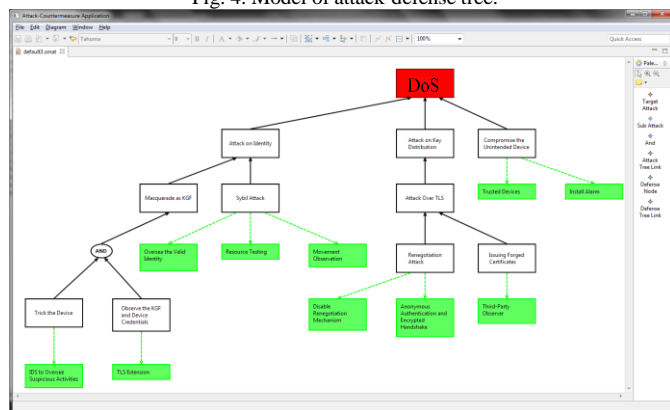 Fig. 4. Model of attack-defense tree.
Attack-Countermeasure Application
File Edit Diagram Window Help
Tahoma
100%
Quick Access
default3.smat
Pale...
DoS
Target
Attack
Sub Attack
And
Attack
Tree Link
Defense
Node
Defense
Tree Link
Attack on Identity
Attack on Key
Distribution
Compromise the
Unintended Device
Masquerade as KGF
Sybil Attack
Attack Over TLS
Trusted Devices
Install Alarm
AND
Oversee the Valid
Identity
Resource Testing
Movement
Observation
Renegotiation
Attack
Issuing Forged
Certificates
Trick the Device
Observe the KGF
and Device
Credentials
Disable
Renegotiation
Mechanism
Anonymous
Authentication and
Encrypted
Handshake
Third-Party
Observer
IDS to Oversee
Suspicious Activities
TLS Extension